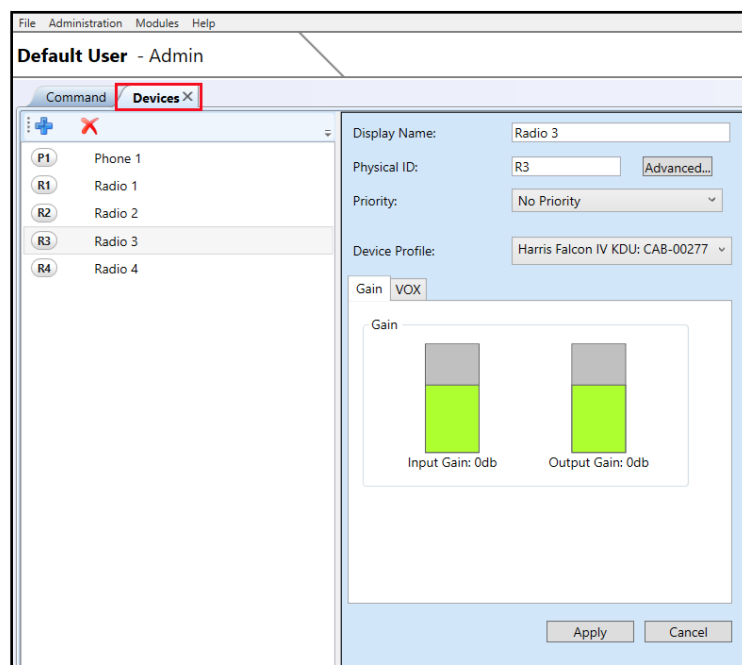 File Administration Modules Help
Default User - Admin
Command Devices
P1 Phone 1
R1 Radio 1
R2 Radio 2
R3 Radio 3
R4 Radio 4
Display Name: Radio 3
Physical ID: R3 Advanced...
Priority: No Priority
Device Profile: Harris Falcon IV KDU: CAB-00277
Gain VOX
Gain
Input Gain: 0db Output Gain: 0db
Apply Cancel